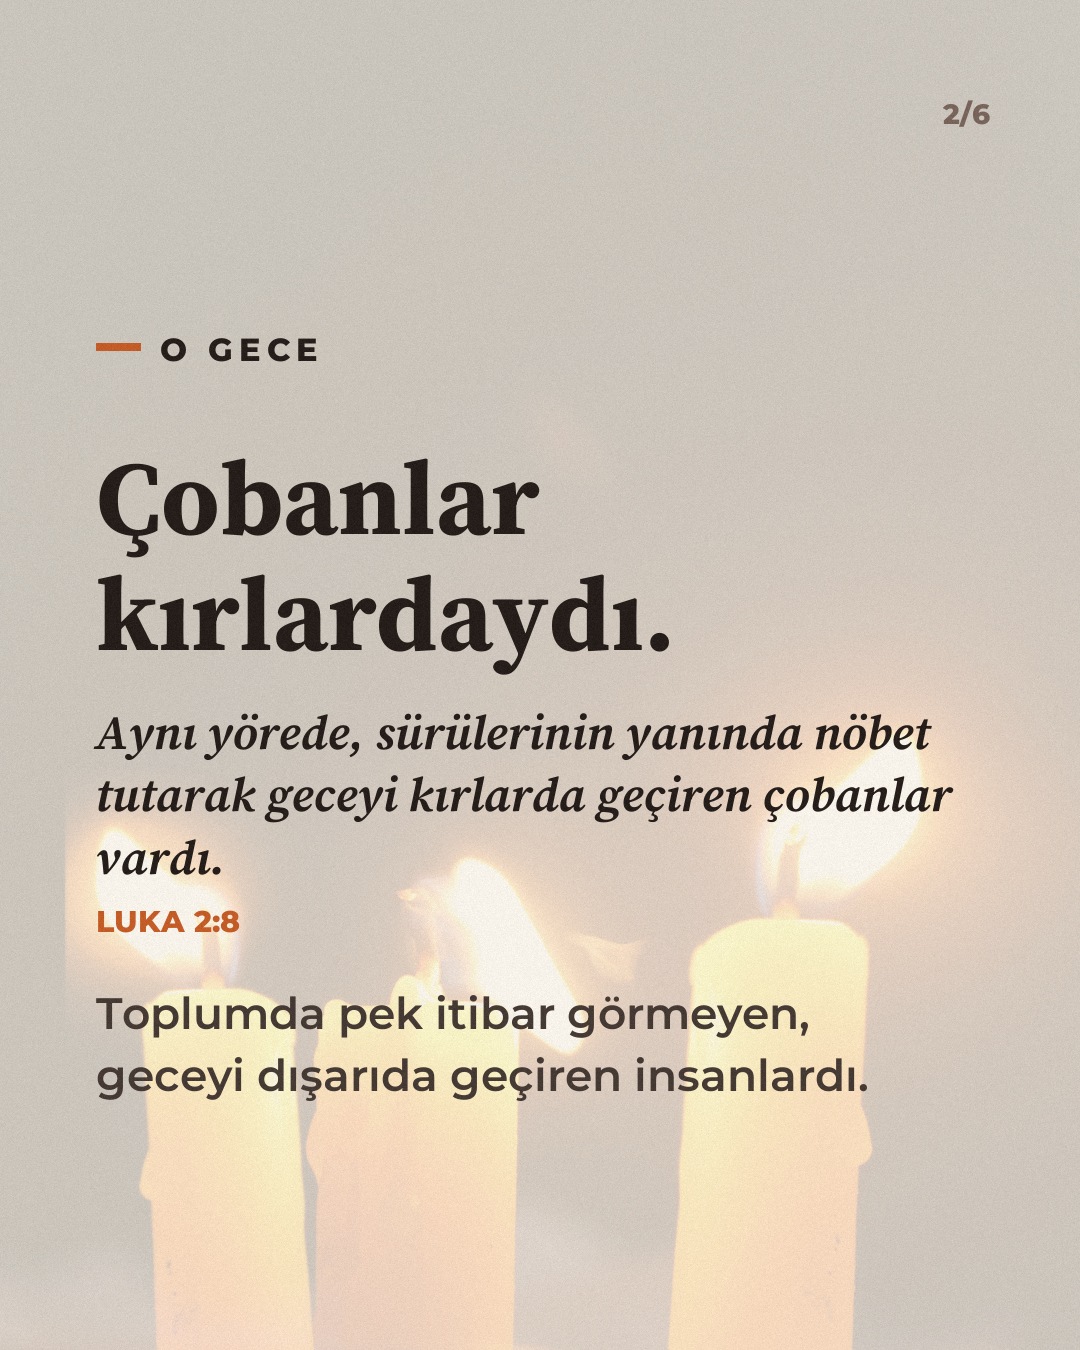 2/6
O GECE
Çobanlar
kırlardaydı.
Aynı yörede, sürülerinin yanında nöbet
tutarak geceyi kırlarda geçiren çobanlar
vardı.
LUKA 2:8
Toplumda pek itibar görmeyen,
geceyi dışarıda geçiren insanlardı.